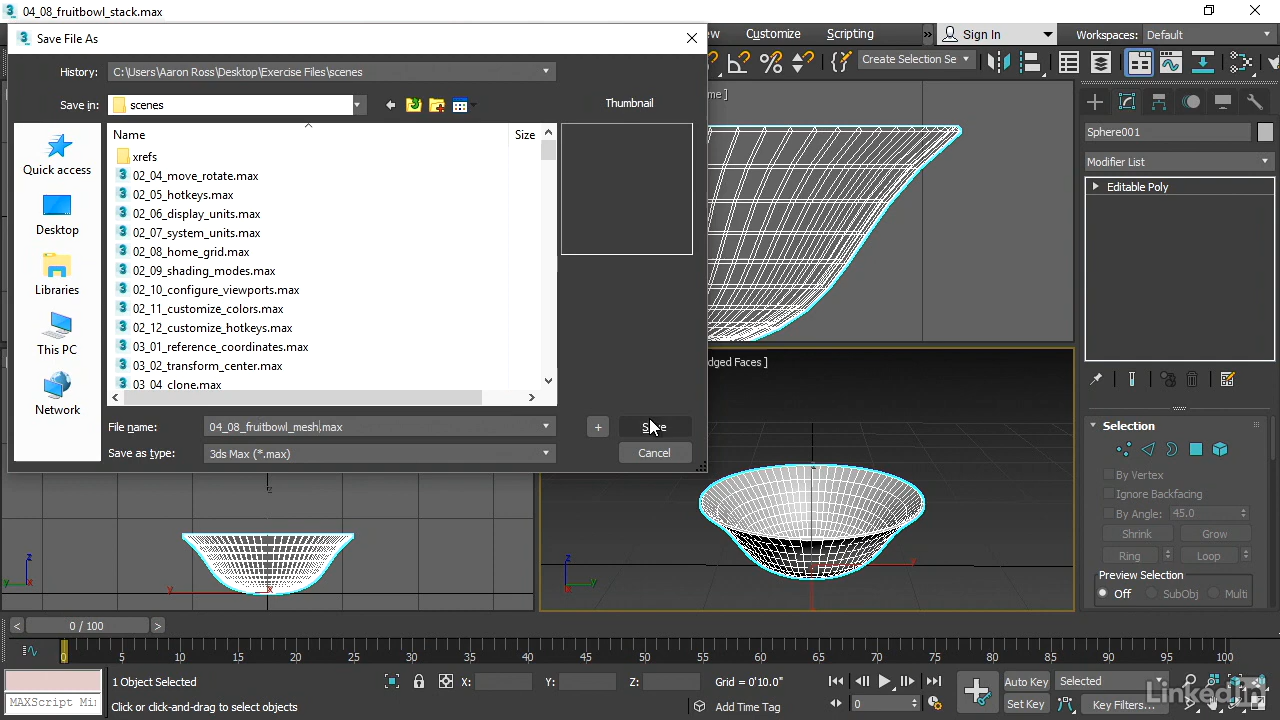 04_08_fruitbowl_stack.max
Save File As
Customize
Scripting
Sign In
Workspaces: Default
History: C:\Users\Aaron Ross\Desktop\Exercise Files\scenes
Create Selection Se
Save in: scenes
Thumbnail
Name
Size
Quick access
Desktop
Libraries
This PC
Network
xrefs
02_04_move_rotate.max
02_05_hotkeys.max
02_06_display_units.max
02_07_system_units.max
02_08_home_grid.max
02_09_shading_modes.max
02_10_configure_viewports.max
02_11_customize_colors.max
02_12_customize_hotkeys.max
03_01_reference_coordinates.max
03_02_transform_center.max
03_04_clone.max
File name: 04_08_fruitbowl_mesh.max
Save
Save as type: 3ds Max (*.max)
Cancel
Sphere001
Modifier List
Editable Poly
dged Faces ]
Selection
By Vertex
Ignore Backfacing
By Angle: 45.0
Shrink
Grow
Ring
Loop
Preview Selection
Off
SubObj
Multi
z
y
x
z
y
x
x
z
y
x
0 / 100
0 5 10 15 20 25 30 35 40 45 50 55 60 65 70 75 80 85 90 95 100
1 Object Selected
X:
Y:
Z:
Grid = 0'10.0"
Auto Key
Selected
MAXScript Mi
Click or click-and-drag to select objects
Add Time Tag
0
Set Key
Key Filters...
LinkedIn